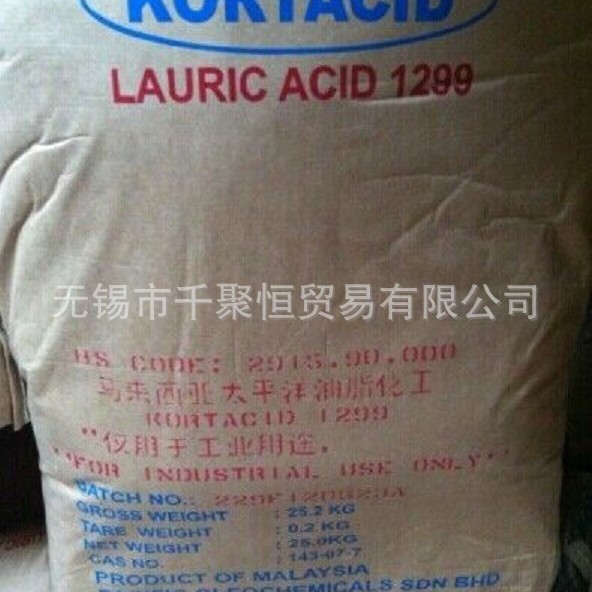 KORTACID
LAURIC ACID 1299
无锡市千聚恒贸易有限公司
HS CODE: 2915.90.000
马来西亚太平洋油脂化工
KORTACID 1299
"仅用于工业用途.
"FOR INDUSTRIAL USE ONLY"
BATCH NO.:
GROSS WEIGHT : 25.2 KG
TARE WEIGHT : 0.2 KG
NET WEIGHT : 25.0KG
CAS NO. : 143-07-7
PRODUCT OF MALAYSIA
OLEOCHEMICALS SDN BHD